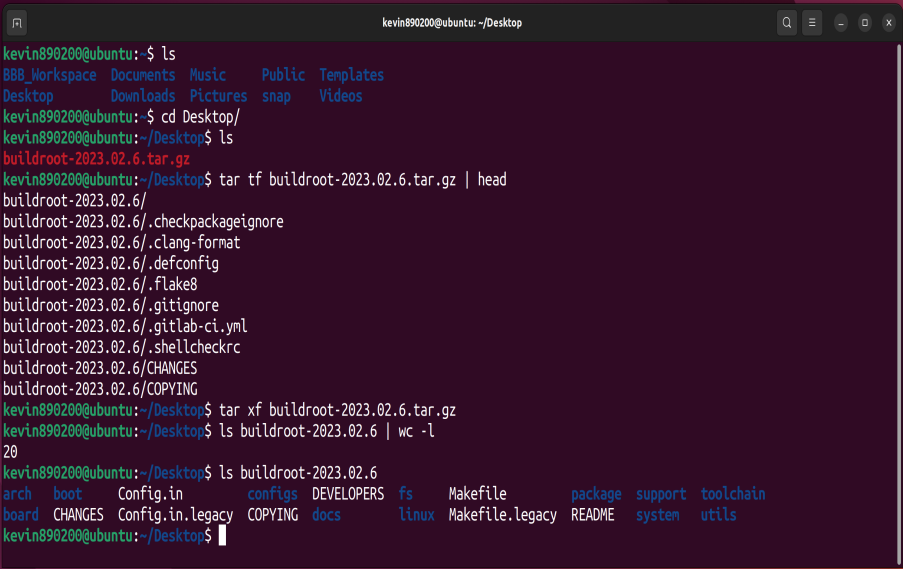 kevin890200@ubuntu: ~/Desktop
kevin890200@ubuntu:~$ ls
BBB_Workspace  Documents  Music     Public  Templates
Desktop        Downloads  Pictures  snap    Videos
kevin890200@ubuntu:~$ cd Desktop/
kevin890200@ubuntu:~/Desktop$ ls
buildroot-2023.02.6.tar.gz
kevin890200@ubuntu:~/Desktop$ tar tf buildroot-2023.02.6.tar.gz | head
buildroot-2023.02.6/
buildroot-2023.02.6/.checkpackageignore
buildroot-2023.02.6/.clang-format
buildroot-2023.02.6/.defconfig
buildroot-2023.02.6/.flake8
buildroot-2023.02.6/.gitignore
buildroot-2023.02.6/.gitlab-ci.yml
buildroot-2023.02.6/.shellcheckrc
buildroot-2023.02.6/CHANGES
buildroot-2023.02.6/COPYING
kevin890200@ubuntu:~/Desktop$ tar xf buildroot-2023.02.6.tar.gz
kevin890200@ubuntu:~/Desktop$ ls buildroot-2023.02.6 | wc -l
20
kevin890200@ubuntu:~/Desktop$ ls buildroot-2023.02.6
arch   boot     Config.in         configs  DEVELOPERS  fs     Makefile         package  support  toolchain
board  CHANGES  Config.in.legacy  COPYING  docs        linux  Makefile.legacy  README   system   utils
kevin890200@ubuntu:~/Desktop$